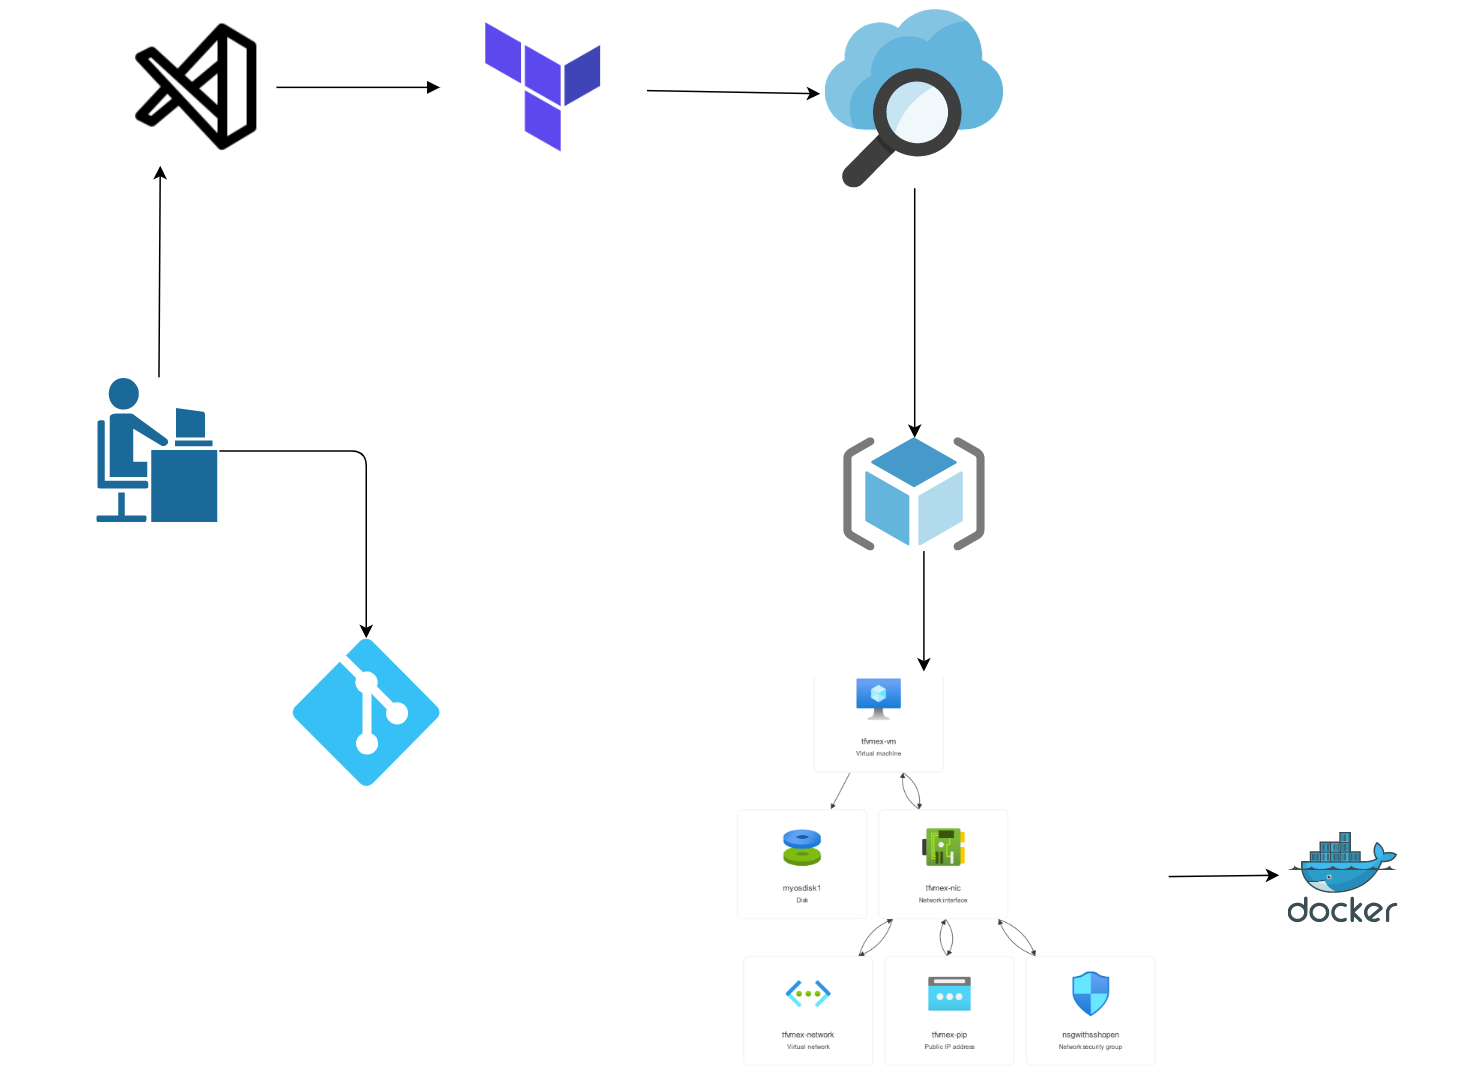 tfvmex-vm
Virtual machine
myosdiak1
Disk
tfvmex-nic
Network interface
docker
tfvmex-network
Virtual network
tfvmex-pip
Public IP address
nsgwithsshopen
Network security group